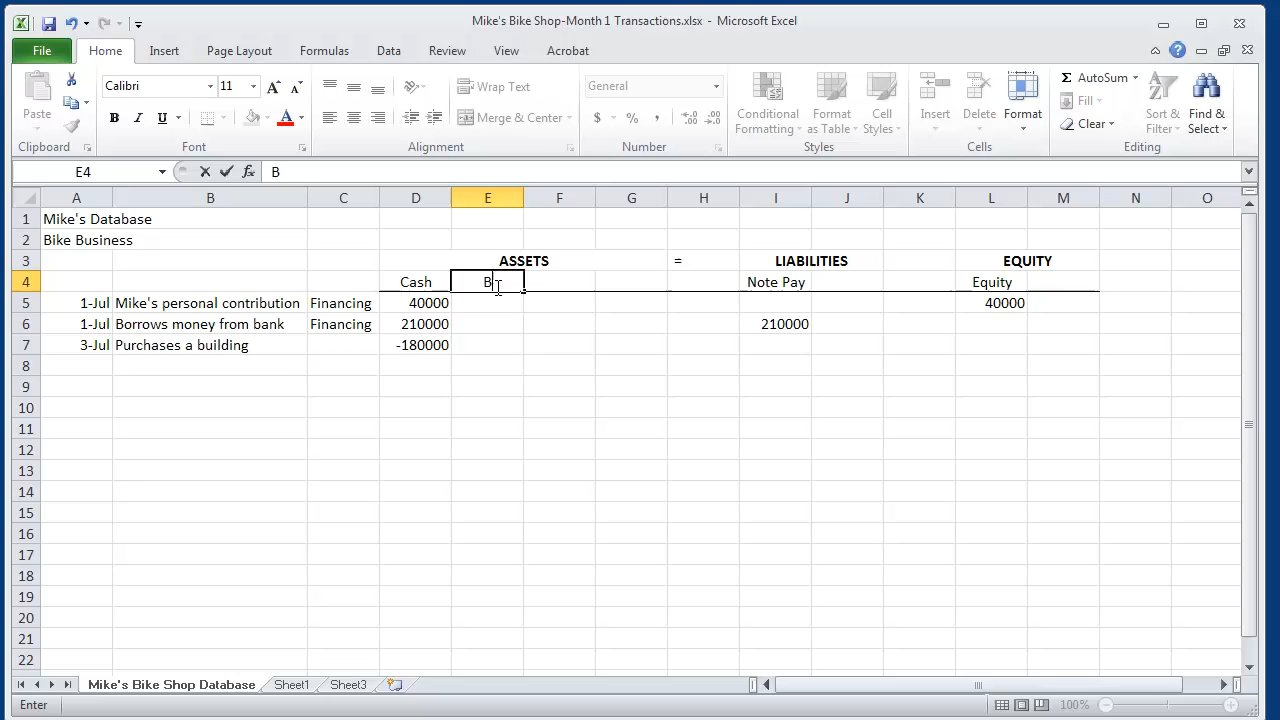 Mike's Bike Shop-Month 1 Transactions.xlsx - Microsoft Excel
File Home Insert Page Layout Formulas Data Review View Acrobat
Calibri 11 Wrap Text General AutoSum
Paste Conditional Formatting Format as Table Cell Styles Insert Delete Format Fill Sort & Filter Find & Select
B I U A Merge & Center $ % , Clear
Clipboard Font Alignment Number Styles Cells Editing
E4 fx B
A B C D E F G H I J K L M N O
1 Mike's Database
2 Bike Business
3 ASSETS = LIABILITIES EQUITY
4 Cash B Note Pay Equity
5 1-Jul Mike's personal contribution Financing 40000 40000
6 1-Jul Borrows money from bank Financing 210000 210000
7 3-Jul Purchases a building -180000
8
9
10
11
12
13
14
15
16
17
18
19
20
21
22
Mike's Bike Shop Database Sheet1 Sheet3
Enter 100%